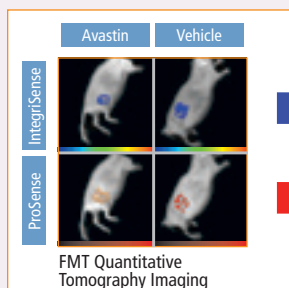 Avastin
Vehicle
IntegriSense
ProSense
FMT Quantitative
Tomography Imaging